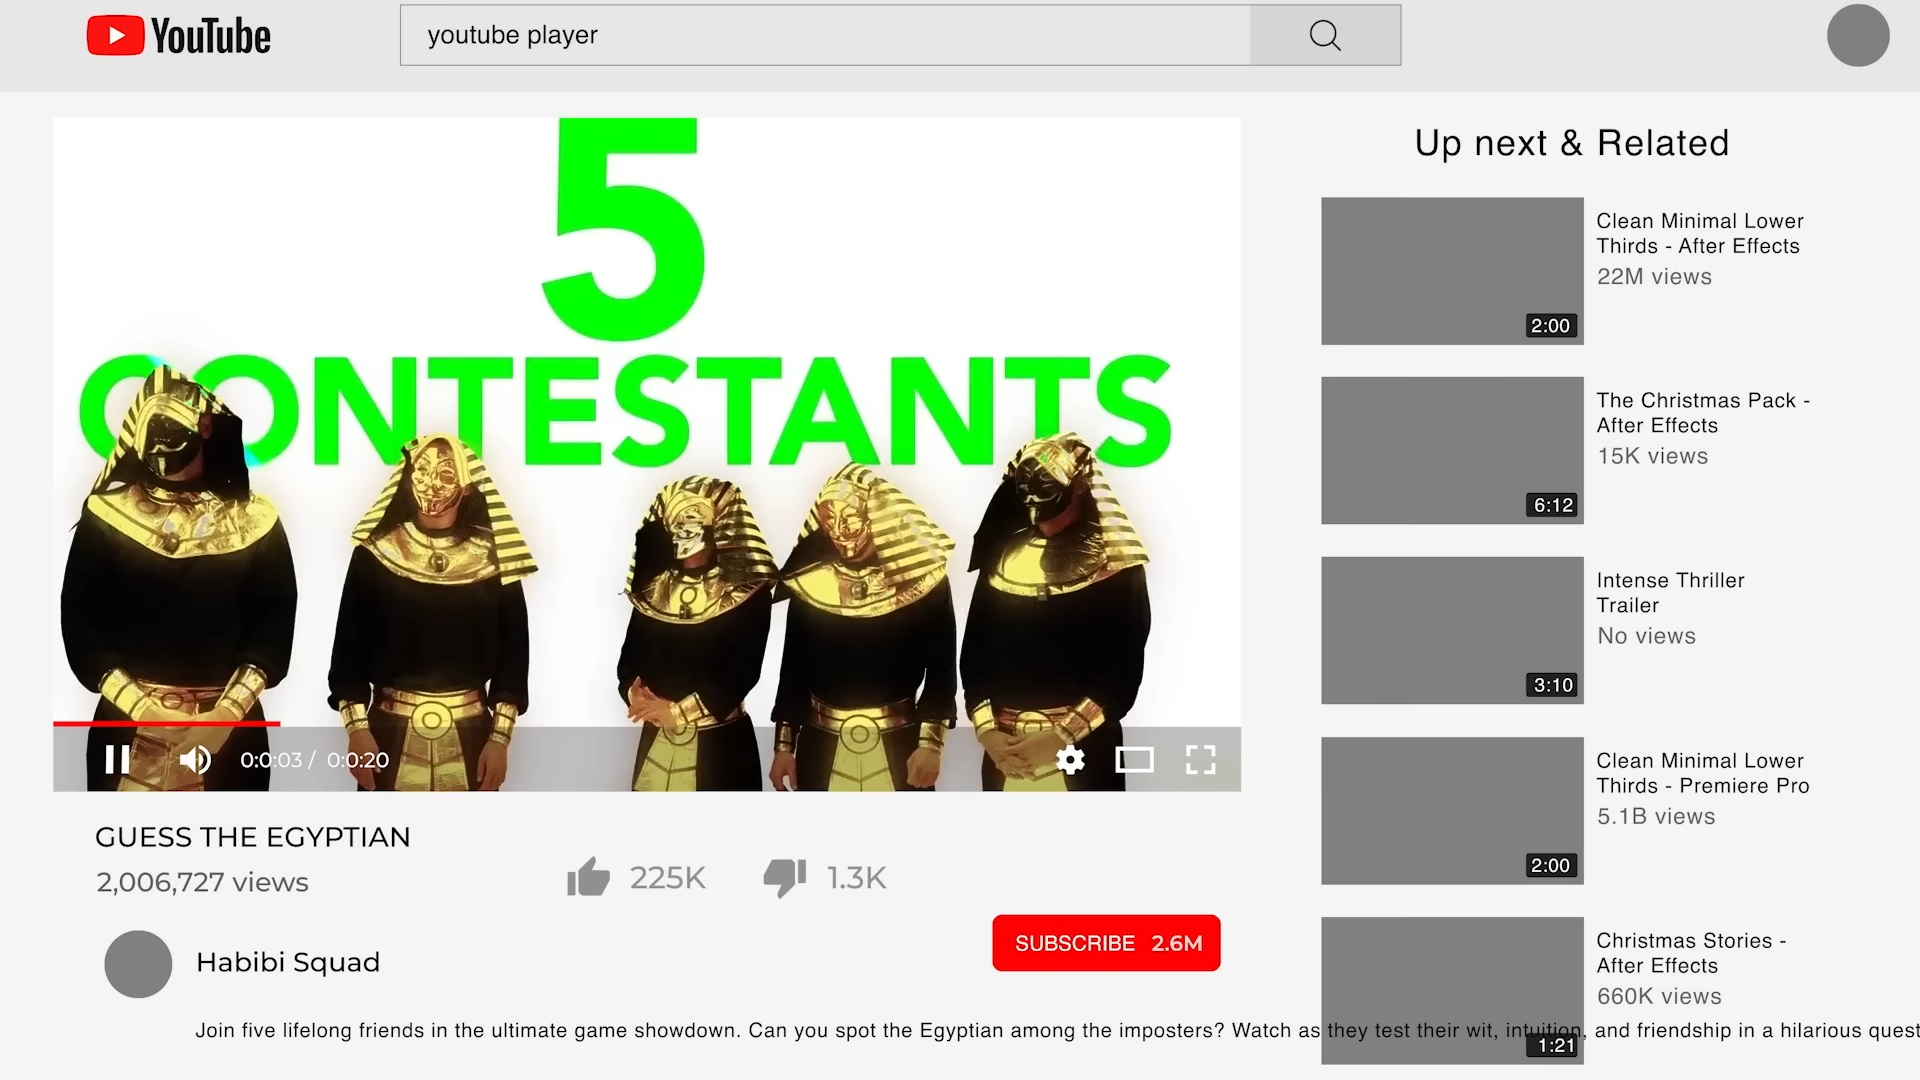 YouTube
youtube player
5
CONTESTANTS
0:0:03 / 0:0:20
GUESS THE EGYPTIAN
2,006,727 views
225K
1.3K
SUBSCRIBE 2.6M
Habibi Squad
Join five lifelong friends in the ultimate game showdown. Can you spot the Egyptian among the imposters? Watch as they test their wit, intuition, and friendship in a hilarious quest
Up next & Related
Clean Minimal Lower
Thirds - After Effects
22M views
2:00
The Christmas Pack -
After Effects
15K views
6:12
Intense Thriller
Trailer
No views
3:10
Clean Minimal Lower
Thirds - Premiere Pro
5.1B views
2:00
Christmas Stories -
After Effects
660K views
1:21